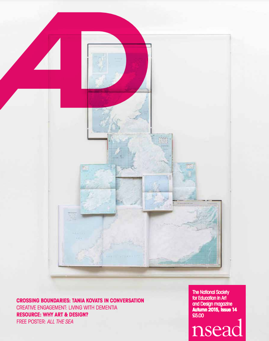 AD
CROSSING BOUNDARIES: TANIA KOVATS IN CONVERSATION
CREATIVE ENGAGEMENT: LIVING WITH DEMENTIA
RESOURCE: WHY ART & DESIGN?
FREE POSTER: ALL THE SEA
The National Society
for Education in Art
and Design magazine
Autumn 2015, Issue 14
£5.00
nsead